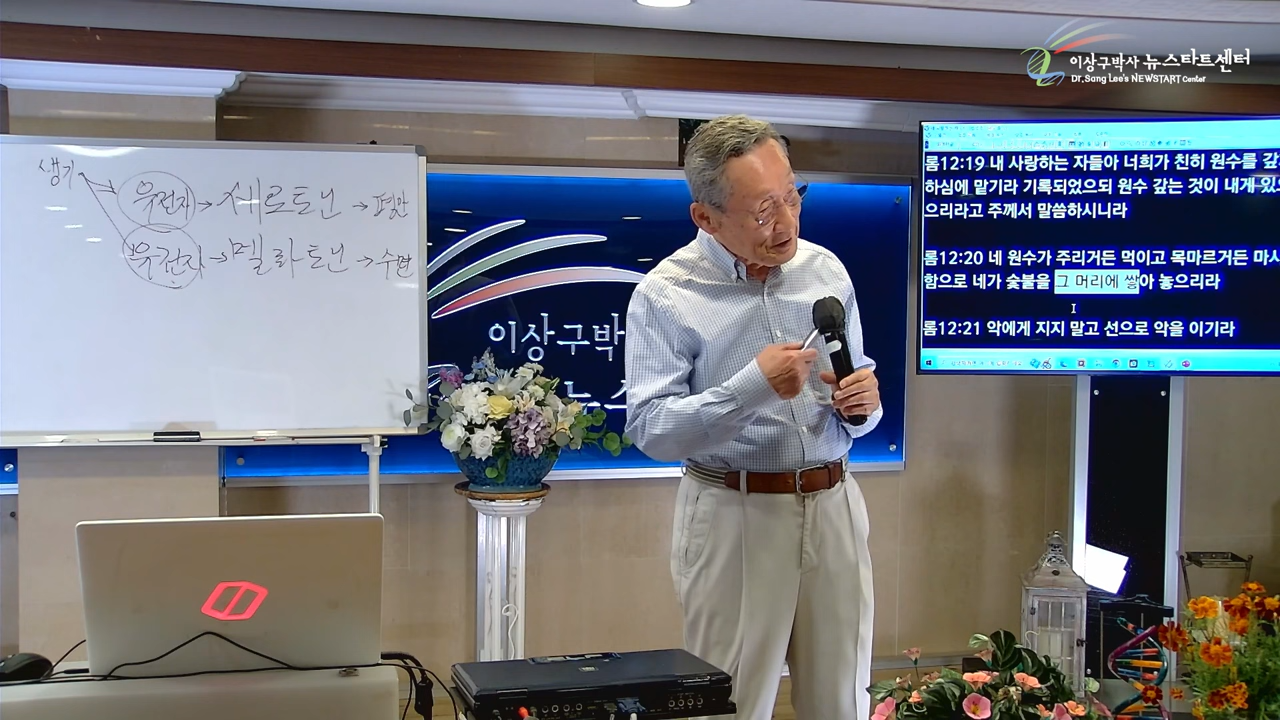 이상구박사 뉴스타트센터
Dr. Sang Lee's NEWSTART Center
생기
유전자 → 세로토닌 → 평안
유전자 → 멜라토닌 → 수면
이상구박
뉴스
롬12:19 내 사랑하는 자들아 너희가 친히 원수를 갚
하심에 맡기라 기록되었으되 원수 갚는 것이 내게 있
으리라고 주께서 말씀하시니라
롬12:20 네 원수가 주리거든 먹이고 목마르거든 마시
함으로 네가 숯불을 그 머리에 쌓아 놓으리라
롬12:21 악에게 지지 말고 선으로 악을 이기라